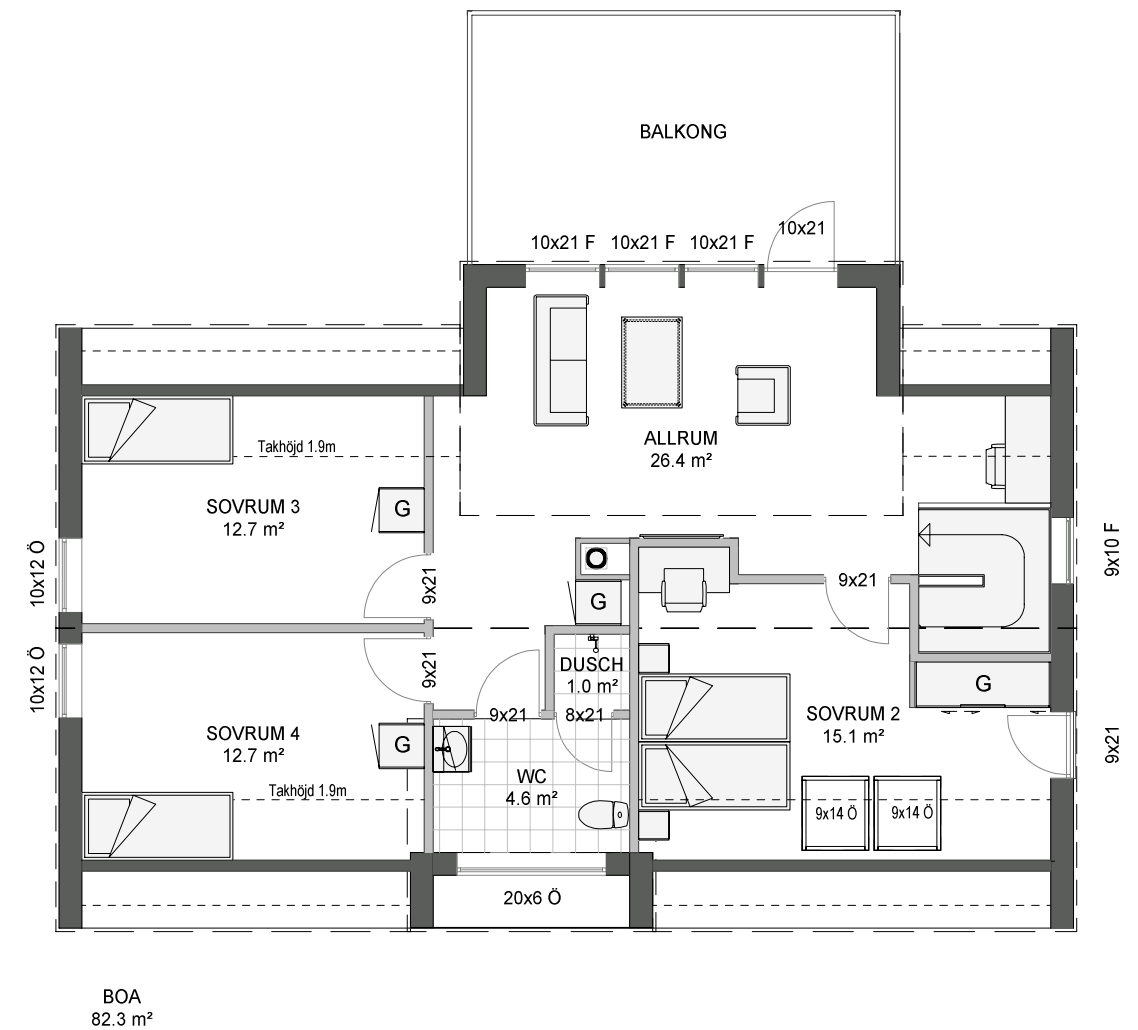 BALKONG
10x21
10x21 F
10x21 F
10x21 F
ALLRUM
26.4 m²
Takhöjd 1.9m
SOVRUM 3
12.7 m²
G
10x12 Ö
9x21
9x10 F
9x21
G
10x12 Ö
9x21
DUSCH
1.0 m²
G
9x21
8x21
SOVRUM 2
15.1 m²
SOVRUM 4
12.7 m²
G
9x21
WC
4.6 m²
Takhöjd 1.9m
9x14 Ö
9x14 Ö
20x6 Ö
BOA
82.3 m²